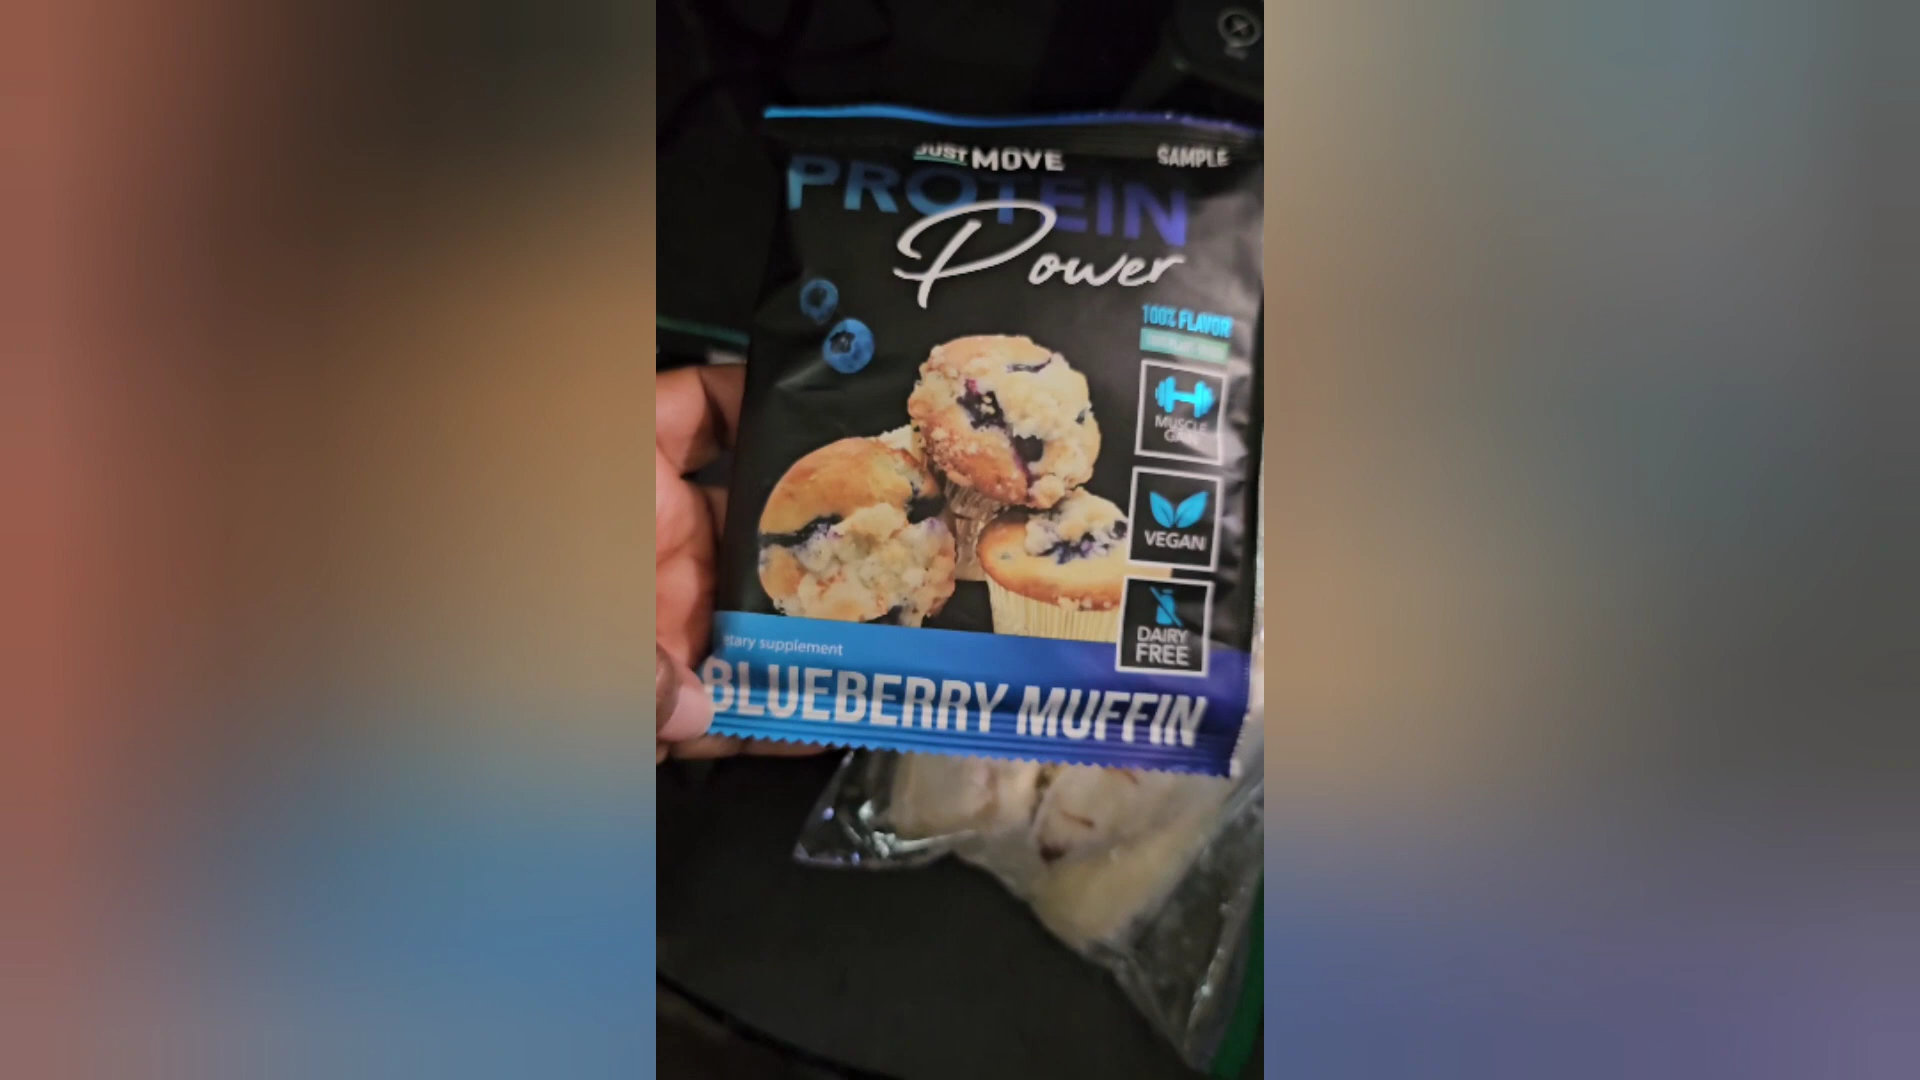 JUST MOVE
SAMPLE
PROTEIN
Power
100% FLAVOR
MUSCLE
GAIN
VEGAN
DAIRY
FREE
etary supplement
BLUEBERRY MUFFIN